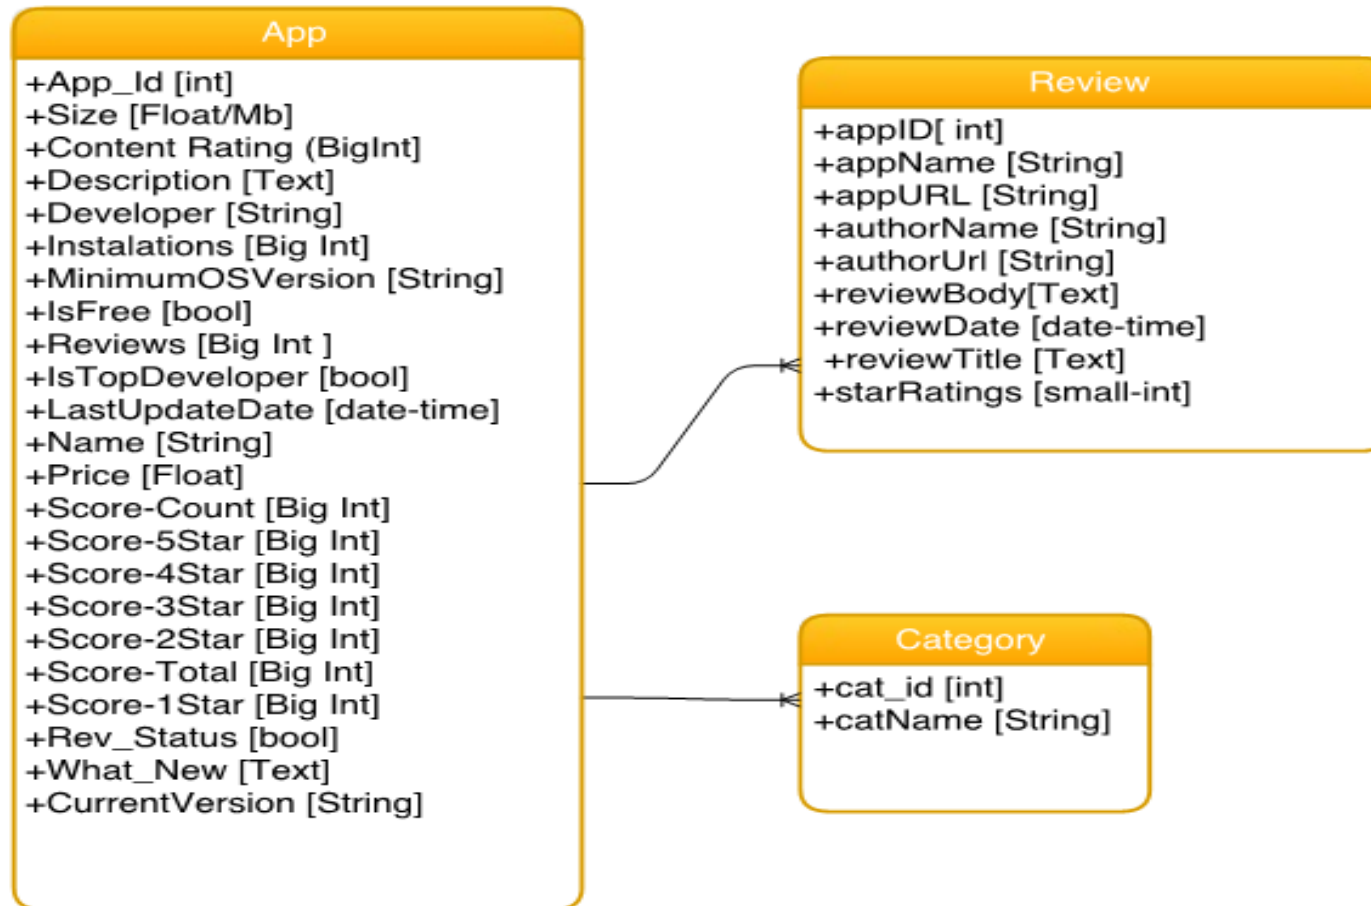 App
+App_Id [int]
+Size [Float/Mb]
+Content Rating (BigInt]
+Description [Text]
+Developer [String]
+Instalations [Big Int]
+MinimumOSVersion [String]
+IsFree [bool]
+Reviews [Big Int ]
+IsTopDeveloper [bool]
+LastUpdateDate [date-time]
+Name [String]
+Price [Float]
+Score-Count [Big Int]
+Score-5Star [Big Int]
+Score-4Star [Big Int]
+Score-3Star [Big Int]
+Score-2Star [Big Int]
+Score-Total [Big Int]
+Score-1Star [Big Int]
+Rev_Status [bool]
+What_New [Text]
+CurrentVersion [String]
Review
+appID[ int]
+appName [String]
+appURL [String]
+authorName [String]
+authorUrl [String]
+reviewBody[Text]
+reviewDate [date-time]
+reviewTitle [Text]
+starRatings [small-int]
Category
+cat_id [int]
+catName [String]